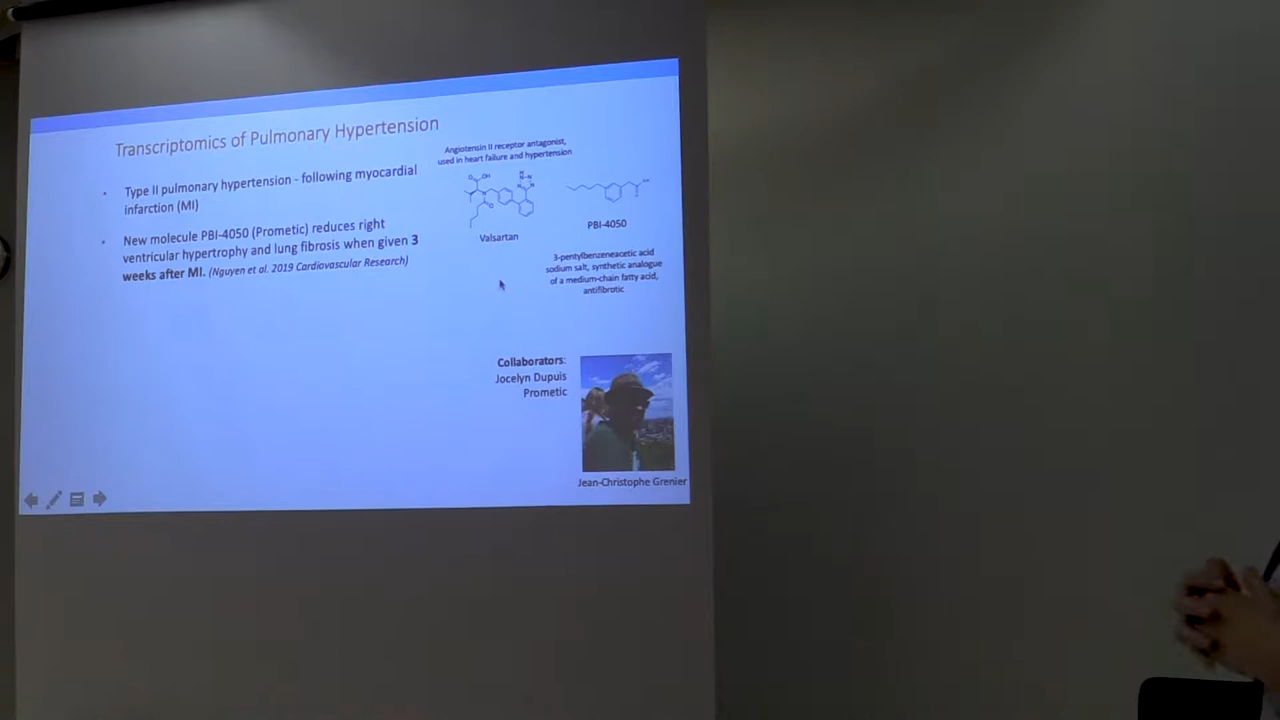 Transcriptomics of Pulmonary Hypertension
• Type II pulmonary hypertension - following myocardial
infarction (MI)
• New molecule PBI-4050 (Prometic) reduces right
ventricular hypertrophy and lung fibrosis when given 3
weeks after MI. (Nguyen et al. 2019 Cardiovascular Research)
Angiotensin II receptor antagonist,
used in heart failure and hypertension
Valsartan
PBI-4050
3-pentylbenzeneacetic acid
sodium salt, synthetic analogue
of a medium-chain fatty acid,
antifibrotic
Collaborators:
Jocelyn Dupuis
Prometic
Jean-Christophe Grenier